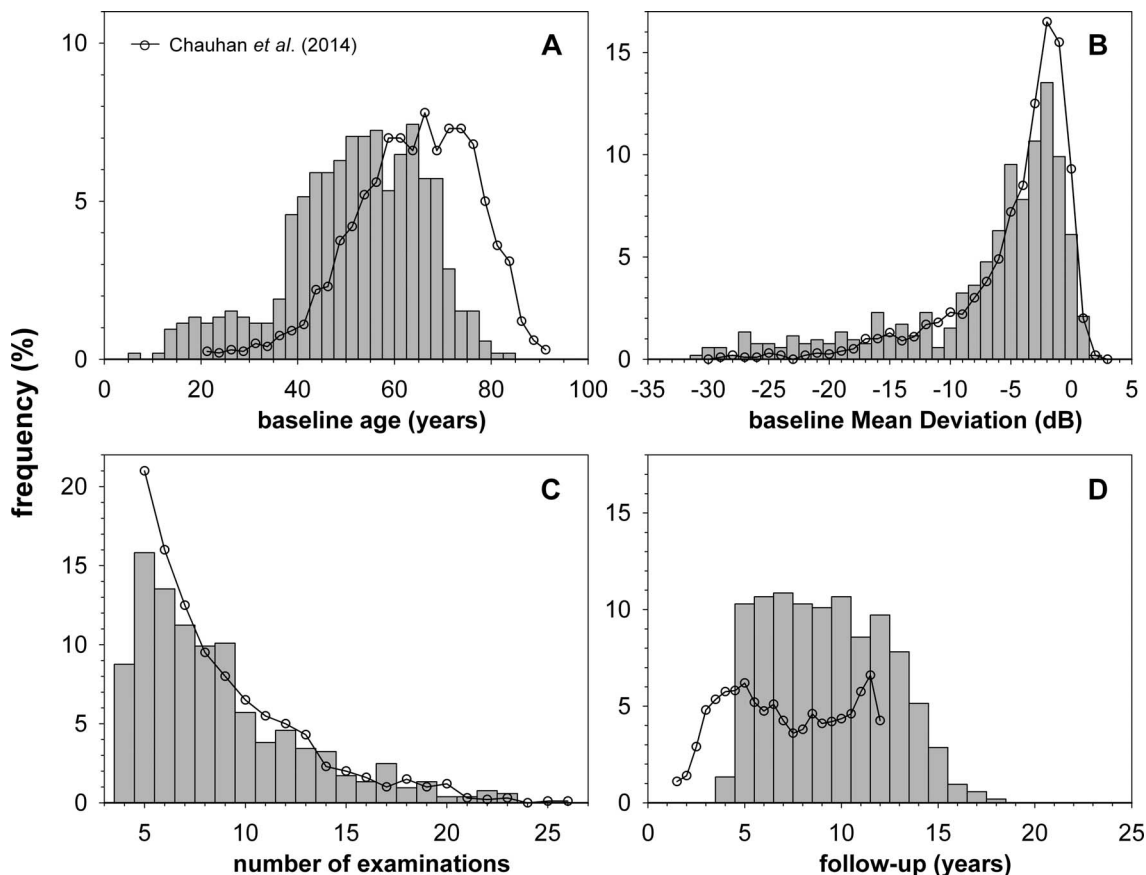 10
5
0
0 20 40 60 80 100
baseline age (years)
Chauhan et al. (2014)
A
15
10
5
0
-35 -30 -25 -20 -15 -10 -5 0 5
baseline Mean Deviation (dB)
B
frequency (%)
20
15
10
5
0
5 10 15 20 25
number of examinations
C
15
10
5
0
0 5 10 15 20 25
follow-up (years)
D